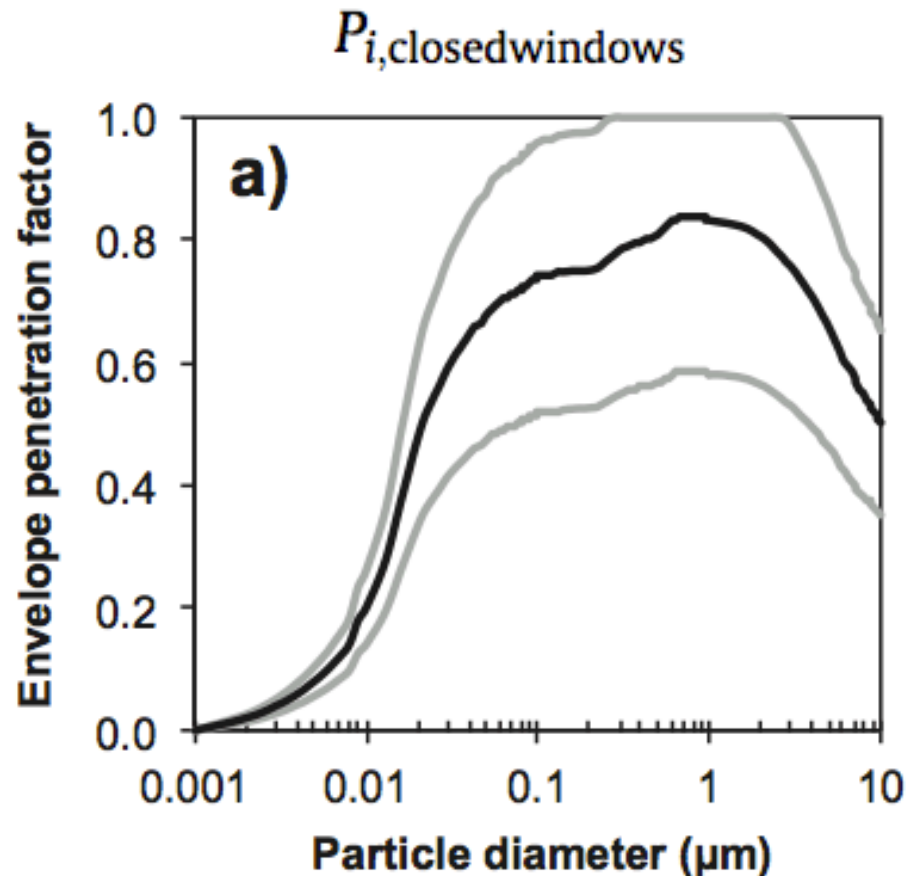 P_i,closedwindows
a)
Envelope penetration factor
1.0
0.8
0.6
0.4
0.2
0.0
0.001 0.01 0.1 1 10
Particle diameter (µm)